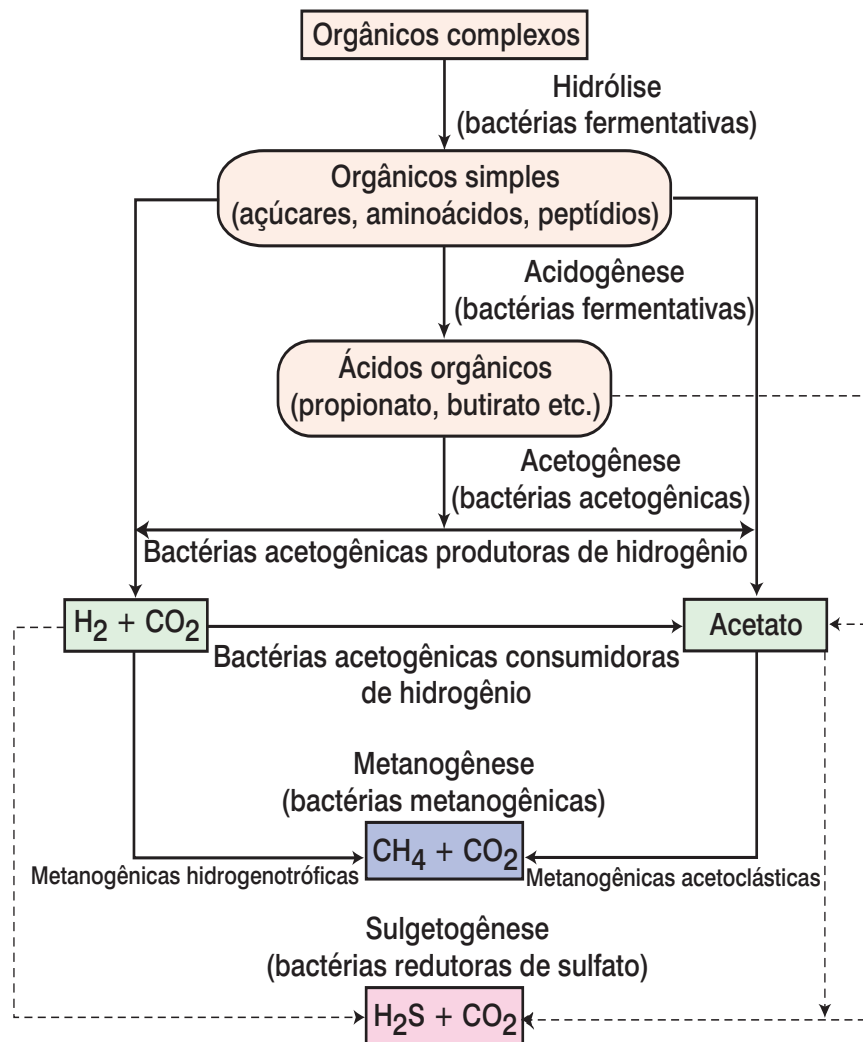 Orgânicos complexos
Hidrólise
(bactérias fermentativas)
Orgânicos simples
(açúcares, aminoácidos, peptídios)
Acidogênese
(bactérias fermentativas)
Ácidos orgânicos
(propionato, butirato etc.)
Acetogênese
(bactérias acetogênicas)
Bactérias acetogênicas produtoras de hidrogênio
H₂ + CO₂
Acetato
Bactérias acetogênicas consumidoras
de hidrogênio
Metanogênese
(bactérias metanogênicas)
CH₄ + CO₂
Metanogênicas hidrogenotróficas
Metanogênicas acetoclásticas
Sulgetogênese
(bactérias redutoras de sulfato)
H₂S + CO₂